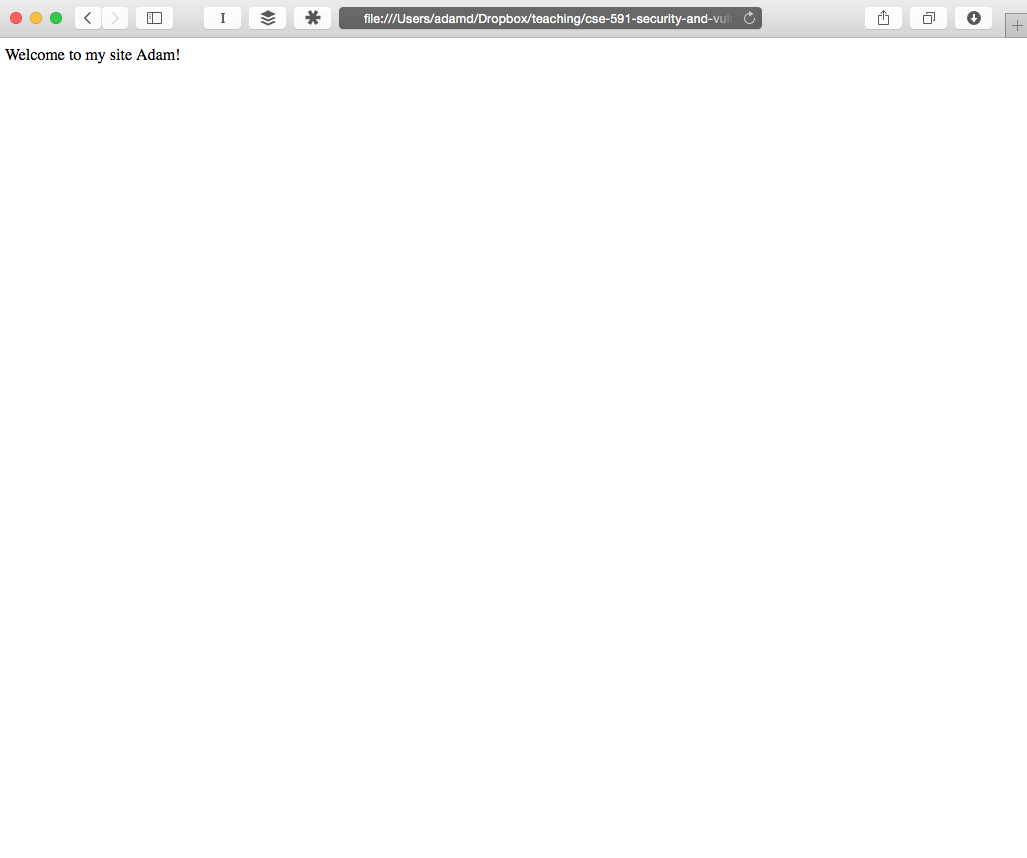 file:///Users/adamd/Dropbox/teaching/cse-591-security-and-vul
Welcome to my site Adam!